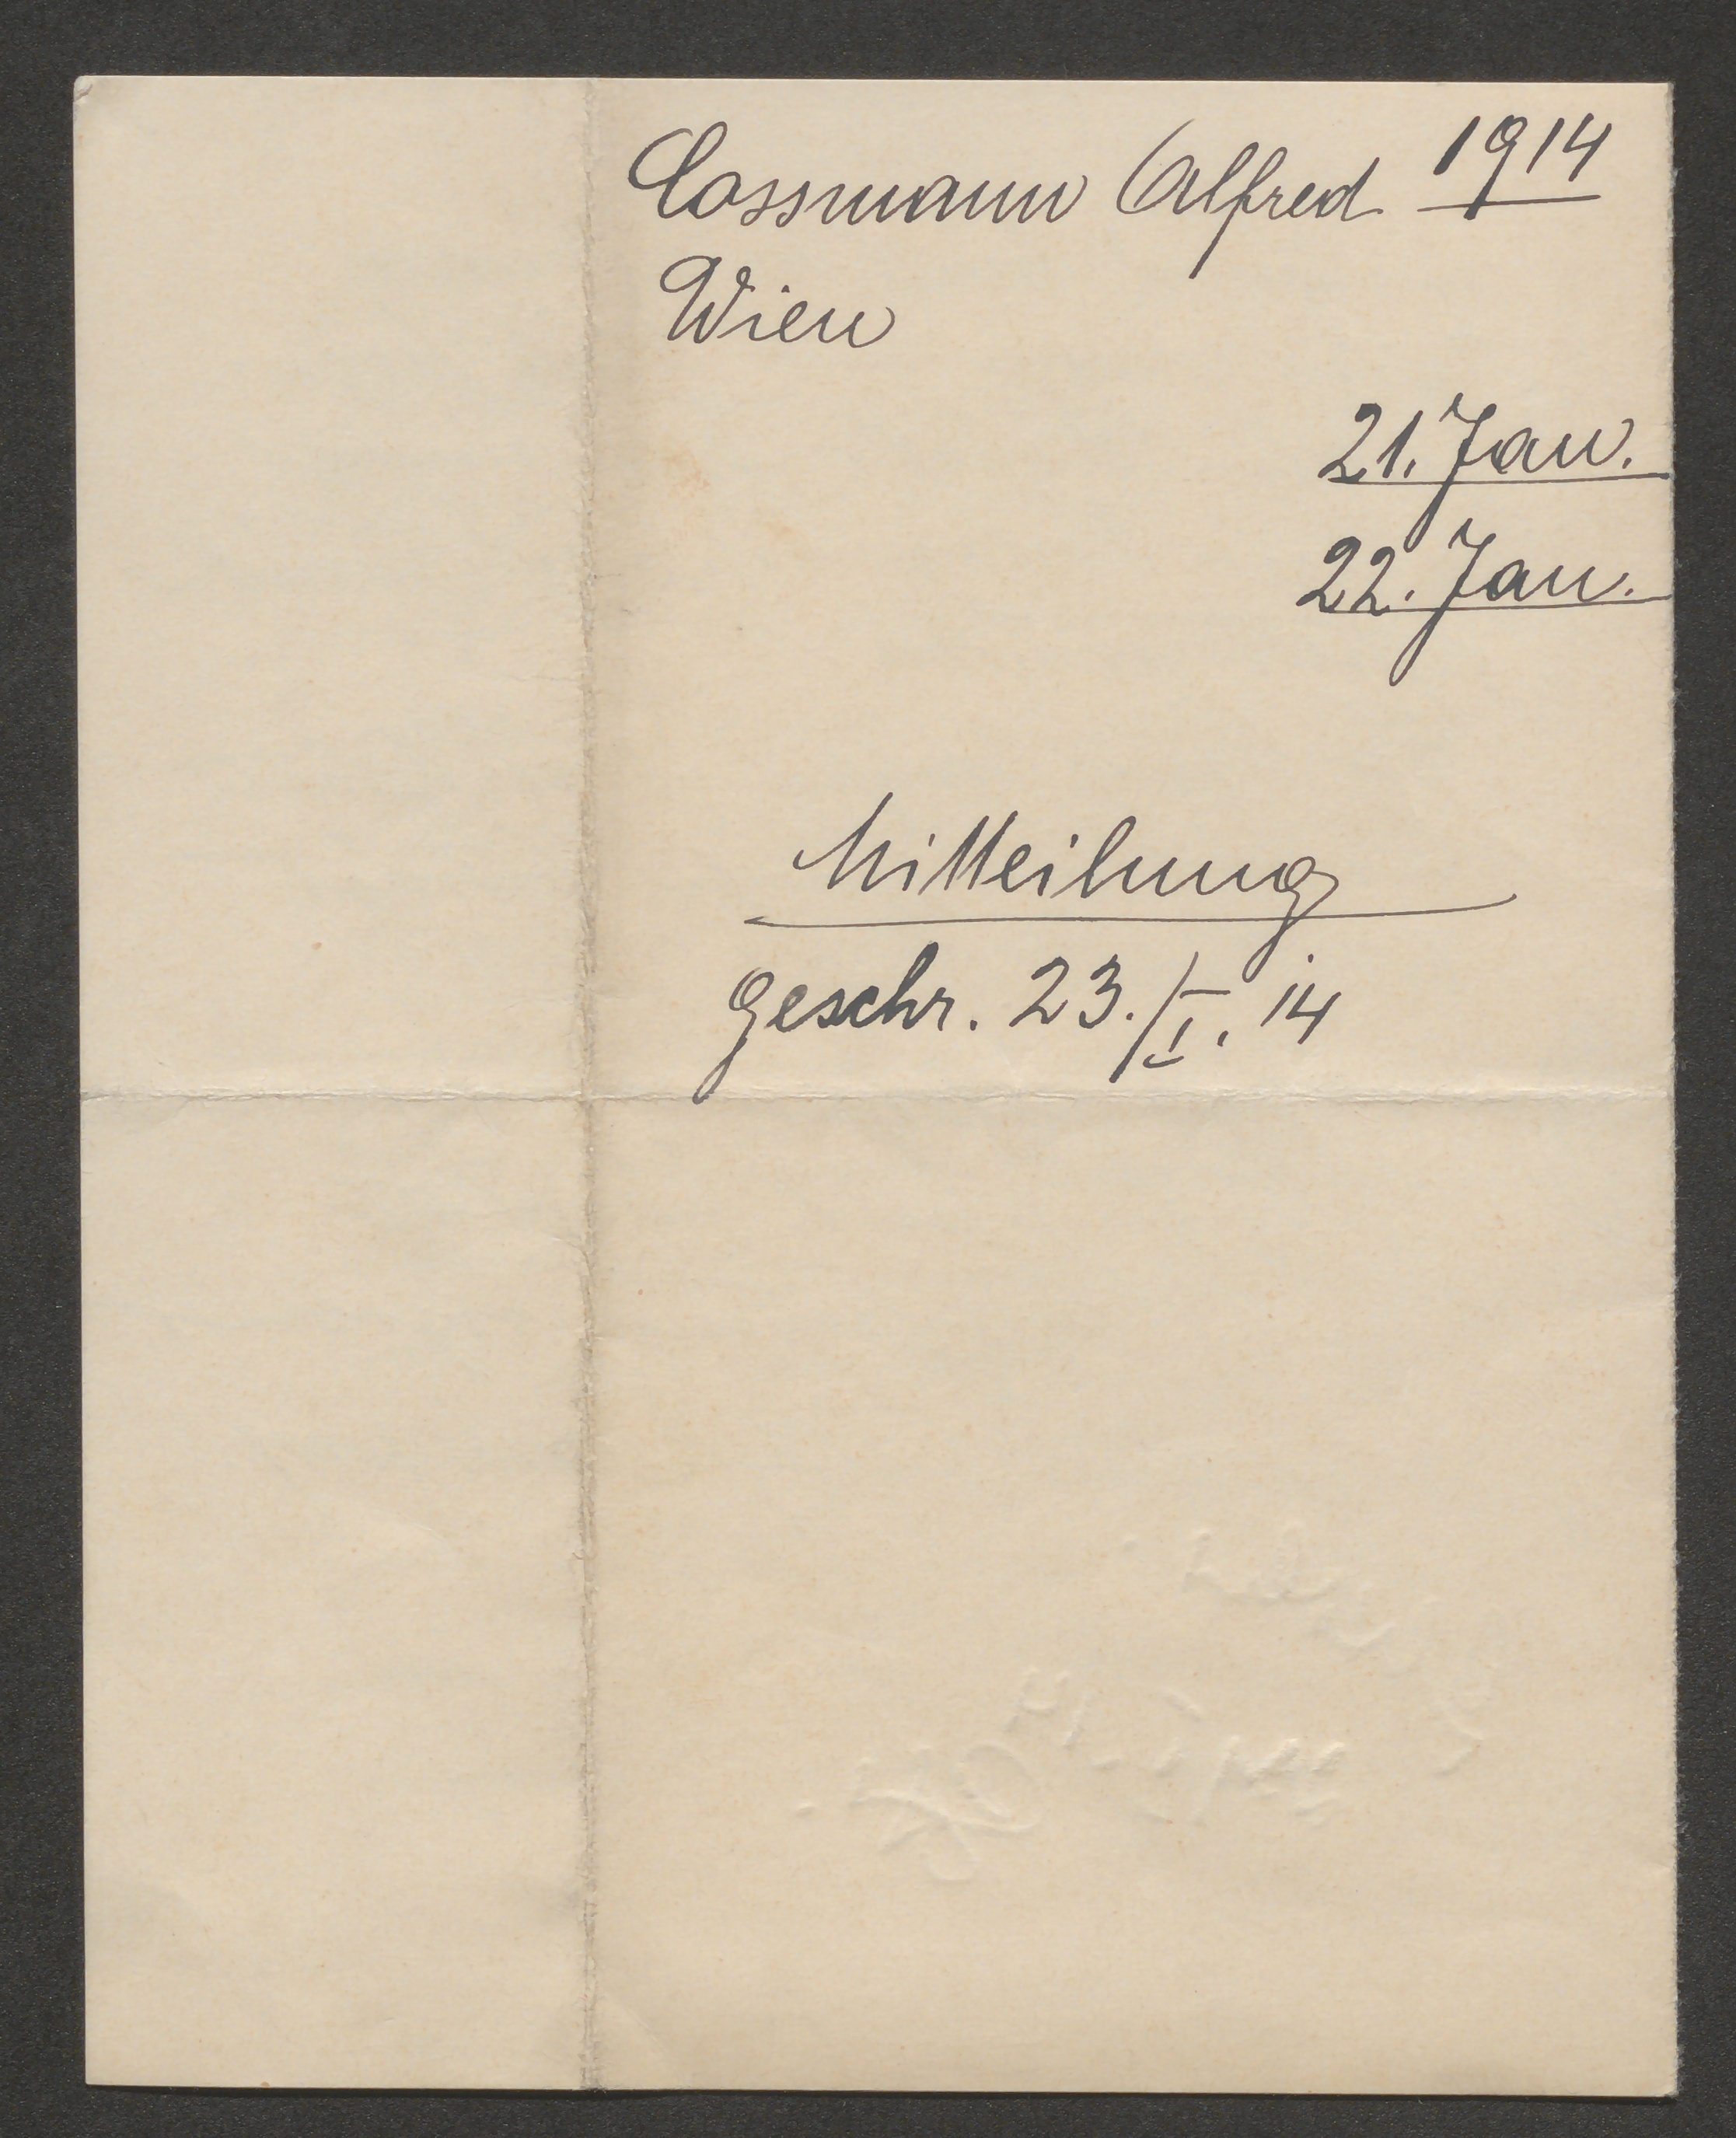 Cossmann Alfred 1914
Wien
21. Jan.
22. Jan.
Mitteilung
geschr. 23./I. 14